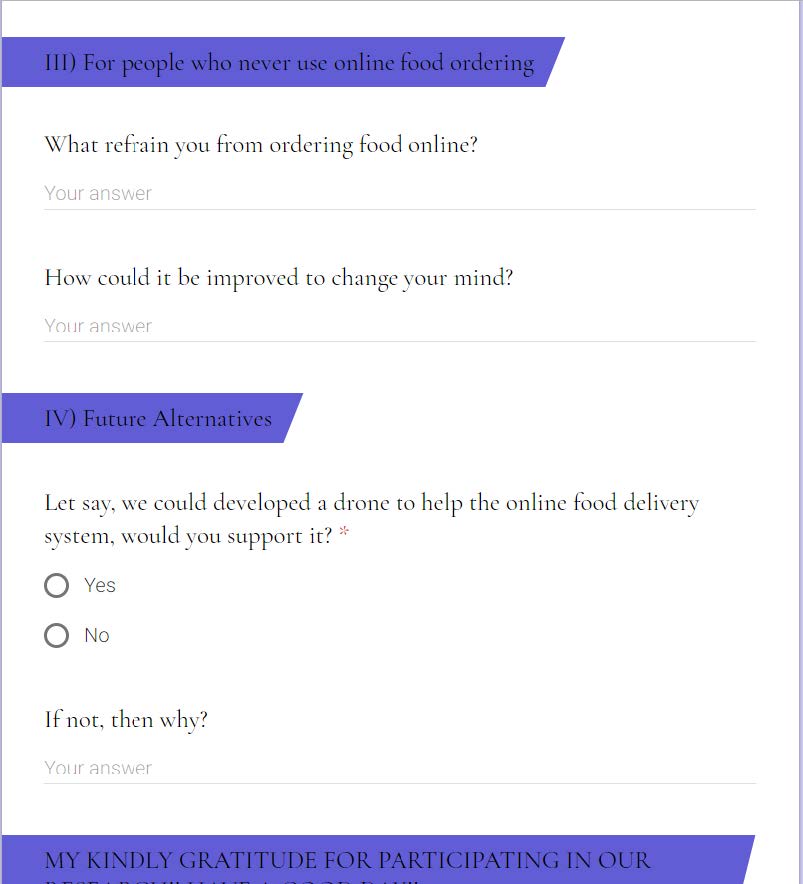 III) For people who never use online food ordering
What refrain you from ordering food online?
Your answer
How could it be improved to change your mind?
Your answer
IV) Future Alternatives
Let say, we could developed a drone to help the online food delivery
system, would you support it? *
Yes
No
If not, then why?
Your answer
MY KINDLY GRATITUDE FOR PARTICIPATING IN OUR